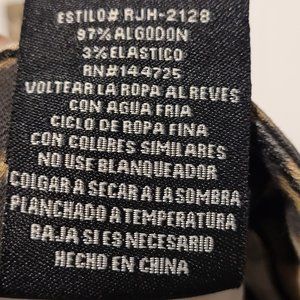 ESTILO# RJH-2128
97% ALGODON
3% ELASTICO
RN#144725
VOLTEAR LA ROPA AL REVES
CON AGUA FRIA
CICLO DE ROPA FINA
CON COLORES SIMILARES
NO USE BLANQUEADOR
COLGAR A SECAR A LA SOMBRA
PLANCHADO A TEMPERATURA
BAJA SI ES NECESARIO
HECHO EN CHINA